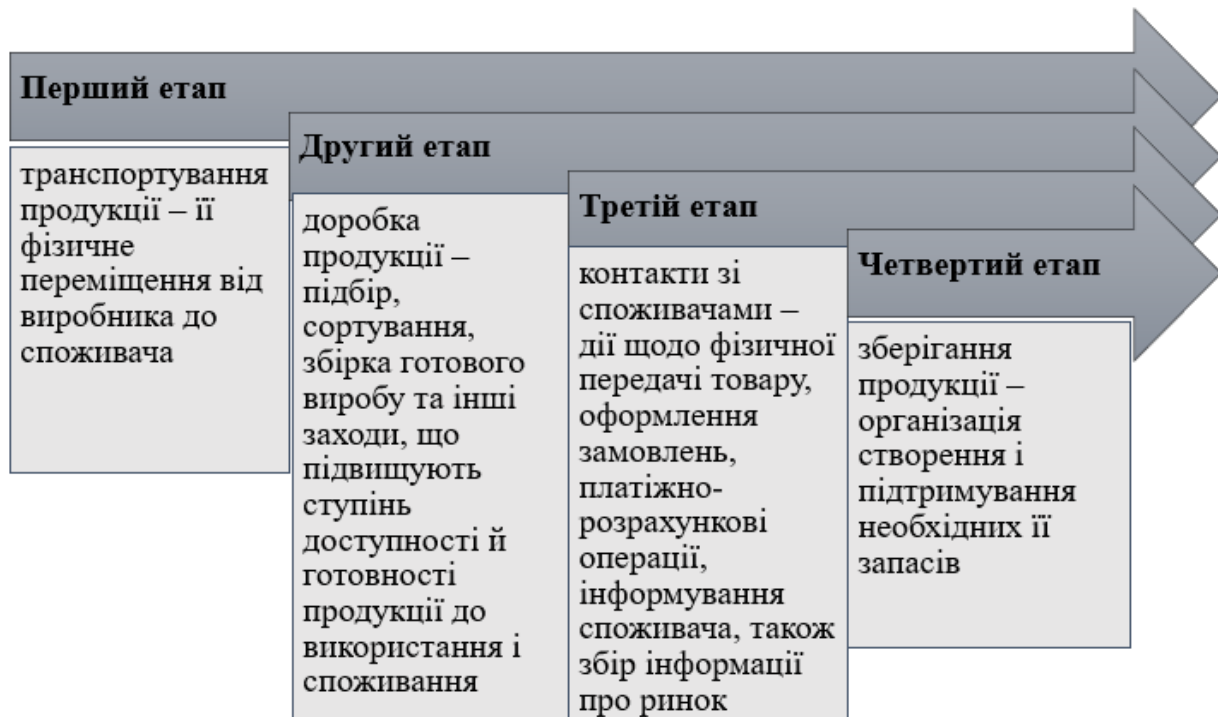 Перший етап
транспортування
продукції – її
фізичне
переміщення від
виробника до
споживача
Другий етап
доробка
продукції –
підбір,
сортування,
збірка готового
виробу та інші
заходи, що
підвищують
ступінь
доступності й
готовності
продукції до
використання і
споживання
Третій етап
контакти зі
споживачами –
дії щодо фізичної
передачі товару,
оформлення
замовлень,
платіжно-
розрахункові
операції,
інформування
споживача, також
збір інформації
про ринок
Четвертий етап
зберігання
продукції –
організація
створення і
підтримування
необхідних її
запасів